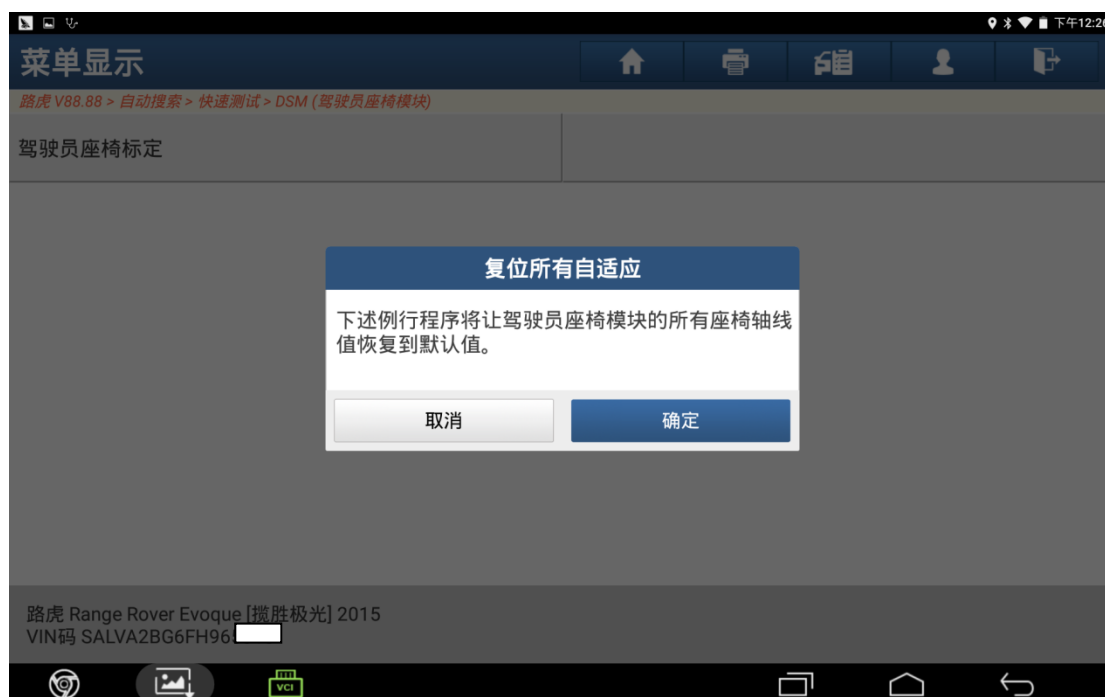 下午12:26
菜单显示
路虎 V88.88 > 自动搜索 > 快速测试 > DSM (驾驶员座椅模块)
驾驶员座椅标定
复位所有自适应
下述例行程序将让驾驶员座椅模块的所有座椅轴线
值恢复到默认值。
取消
确定
路虎 Range Rover Evoque [揽胜极光] 2015
VIN码 SALVA2BG6FH96
VCI